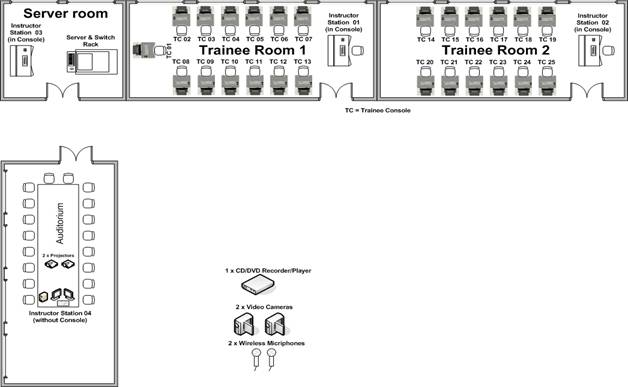 Server room
Instructor
Station 03
(in Console)
Server & Switch
Rack
TC 01
TC 02 TC 03 TC 04 TC 05 TC 06 TC 07
Trainee Room 1
TC 08 TC 09 TC 10 TC 11 TC 12 TC 13
Instructor
Station 01
(in Console)
TC 14 TC 15 TC 16 TC 17 TC 18 TC 19
Trainee Room 2
TC 20 TC 21 TC 22 TC 23 TC 24 TC 25
Instructor
Station 02
(in Console)
TC = Trainee Console
Auditorium
2 x Projectors
Instructor Station 04
(without Console)
1 x CD/DVD Recorder/Player
2 x Video Cameras
2 x Wireless Micriphones